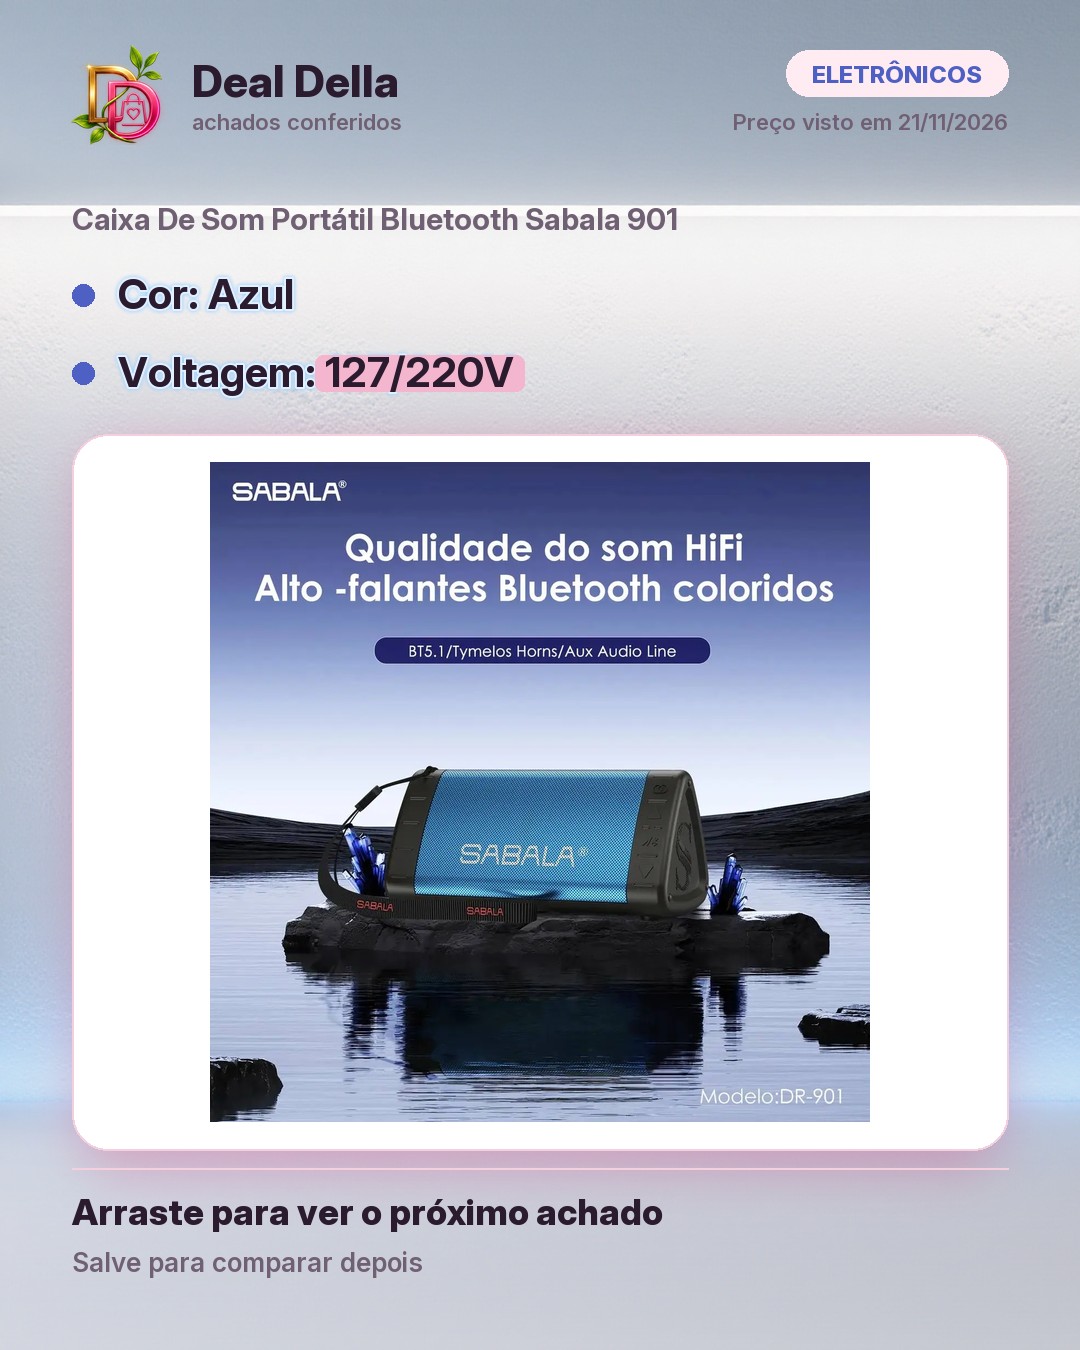 Deal Della
achados conferidos
ELETRÔNICOS
Preço visto em 21/11/2026
Caixa De Som Portátil Bluetooth Sabala 901
Cor: Azul
Voltagem: 127/220V
SABALA®
Qualidade do som HiFi
Alto -falantes Bluetooth coloridos
BT5.1/Tymelos Horns/Aux Audio Line
SABALA®
SABALA SABALA
Modelo:DR-901
Arraste para ver o próximo achado
Salve para comparar depois